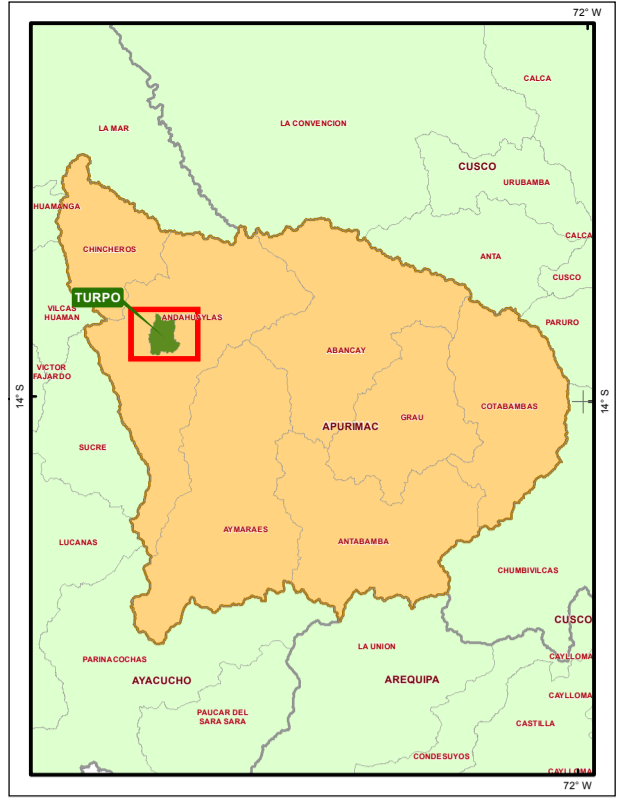 72° W
CALCA
LA MAR
LA CONVENCION
CUSCO
URUBAMBA
HUAMANGA
CALCA
CHINCHEROS
ANTA
CUSCO
TURPO
VILCAS
HUAMAN
ANDAHUAYLAS
PARURO
ABANCAY
VICTOR
FAJARDO
14° S
14° S
COTABAMBAS
GRAU
APURIMAC
SUCRE
AYMARAES
ANTABAMBA
LUCANAS
CHUMBIVILCAS
CUSCO
LA UNION
CAYLLOMA
PARINACOCHAS
AYACUCHO
AREQUIPA
CAYLLOMA
PAUCAR DEL
SARA SARA
CASTILLA
CONDESUYOS
CAYLLOMA
72° W